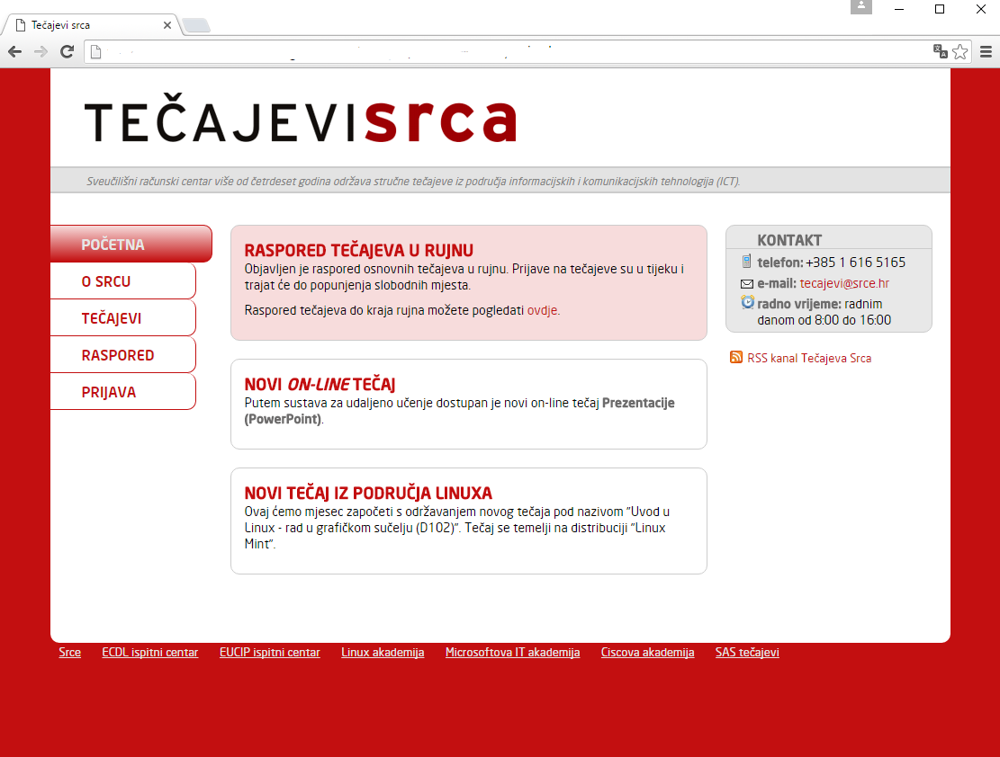 Tečajevi srca
TEČAJEVIsrca
Sveučilišni računski centar više od četrdeset godina održava stručne tečajeve iz područja informacijskih i komunikacijskih tehnologija (ICT).
POČETNA
O SRCU
TEČAJEVI
RASPORED
PRIJAVA
RASPORED TEČAJEVA U RUJNU
Objavljen je raspored osnovnih tečajeva u rujnu. Prijave na tečajeve su u tijeku i
trajat će do popunjenja slobodnih mjesta.
Raspored tečajeva do kraja rujna možete pogledati ovdje.
NOVI ON-LINE TEČAJ
Putem sustava za udaljeno učenje dostupan je novi on-line tečaj Prezentacije
(PowerPoint).
NOVI TEČAJ IZ PODRUČJA LINUXA
Ovaj ćemo mjesec započeti s održavanjem novog tečaja pod nazivom "Uvod u
Linux - rad u grafičkom sučelju (D102)". Tečaj se temelji na distribuciji "Linux
Mint".
KONTAKT
telefon: +385 1 616 5165
e-mail: tecajevi@srce.hr
radno vrijeme: radnim
danom od 8:00 do 16:00
RSS kanal Tečajeva Srca
Srce ECDL ispitni centar EUCIP ispitni centar Linux akademija Microsoftova IT akademija Ciscova akademija SAS tečajevi